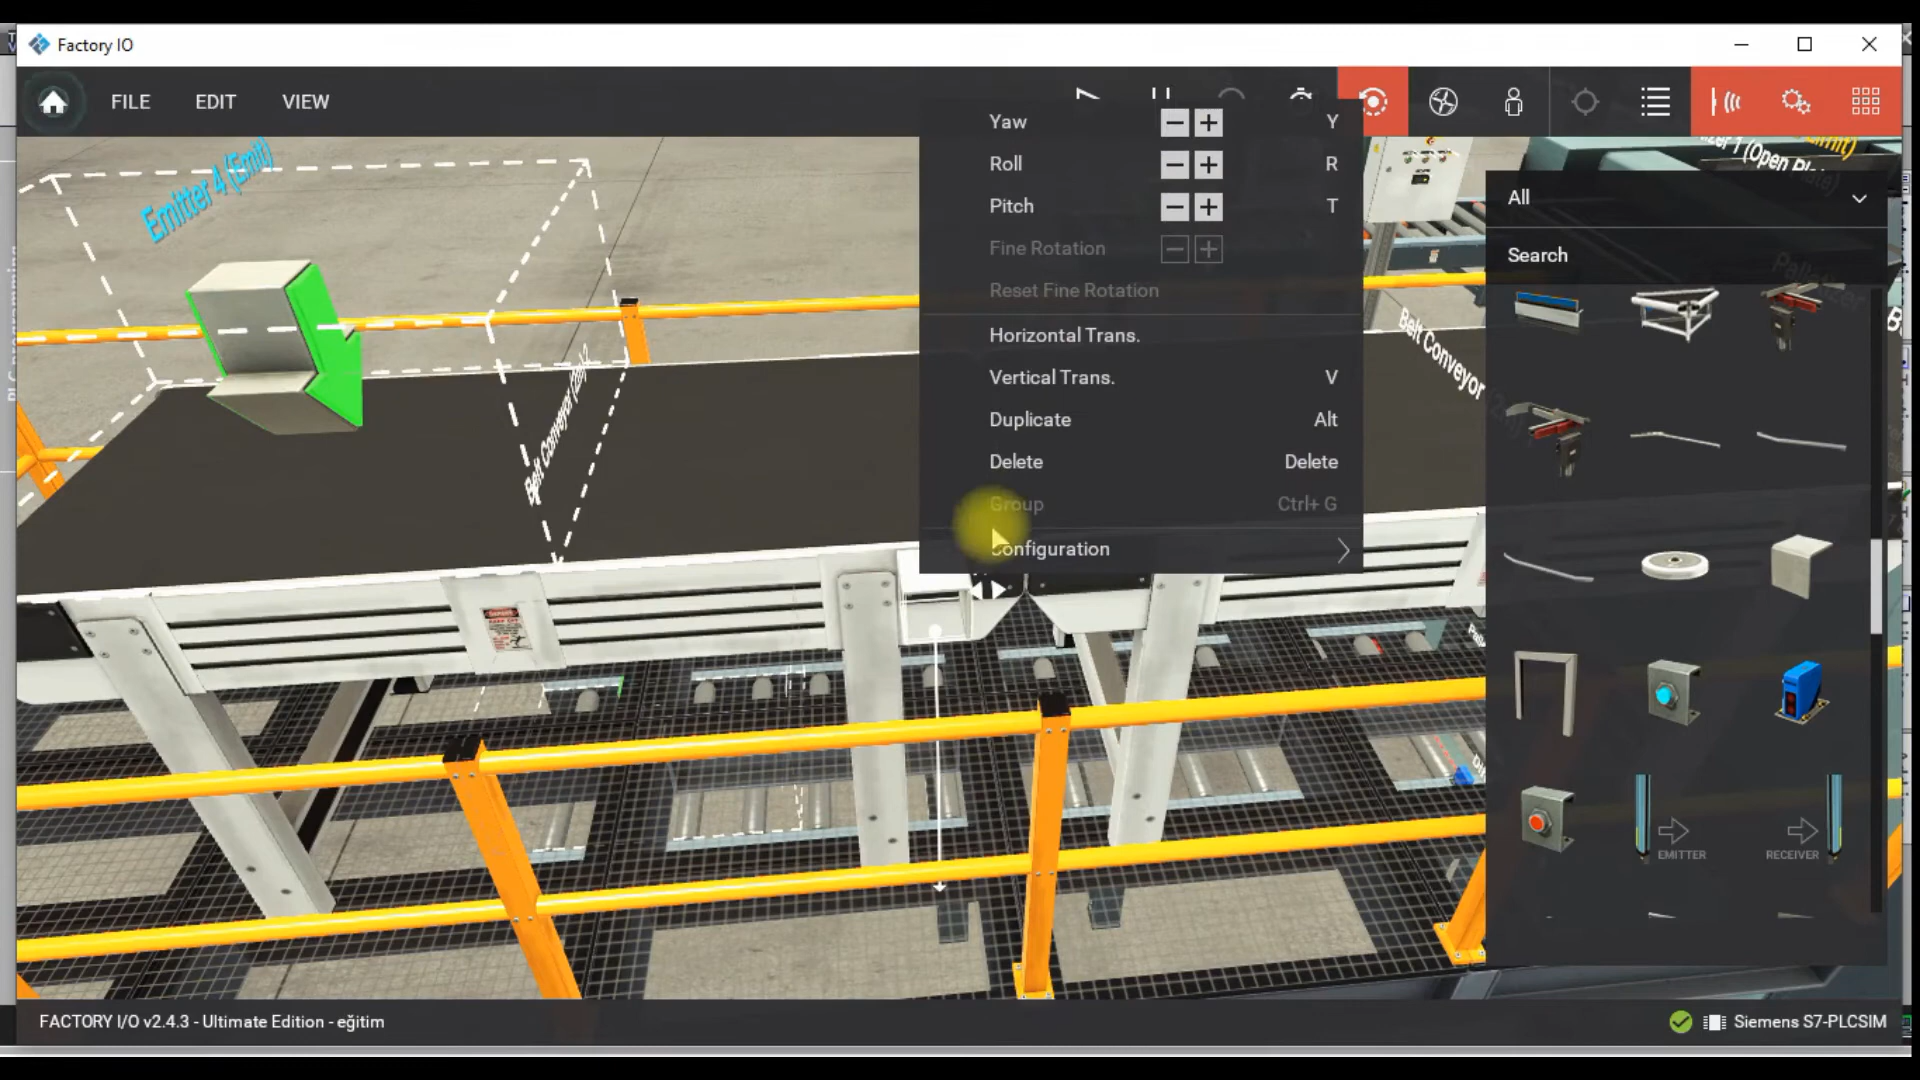 Factory IO
FILE
EDIT
VIEW
Emitter 4 (Emit)
Yaw
Y
Roll
R
Pitch
T
Fine Rotation
Reset Fine Rotation
Horizontal Trans.
Vertical Trans.
V
Duplicate
Alt
Delete
Delete
Group
Ctrl+ G
Configuration
All
Search
Belt Conveyor
EMITTER
RECEIVER
FACTORY I/O v2.4.3 - Ultimate Edition - eğitim
Siemens S7-PLCSIM